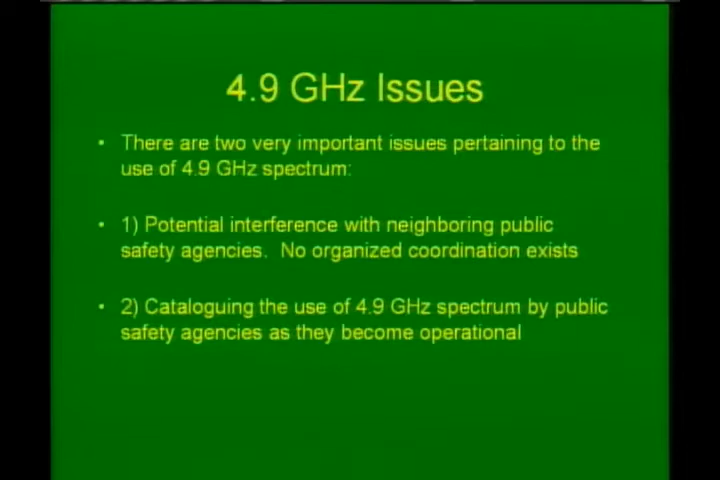 4.9 GHz Issues
• There are two very important issues pertaining to the
use of 4.9 GHz spectrum:
• 1) Potential interference with neighboring public
safety agencies.  No organized coordination exists
• 2) Cataloguing the use of 4.9 GHz spectrum by public
safety agencies as they become operational